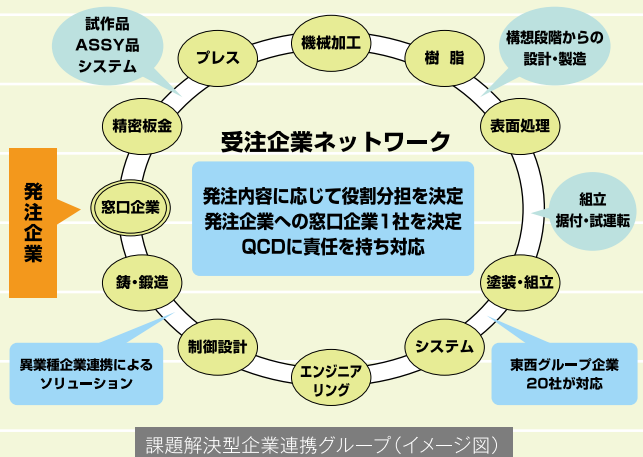 試作品
ASSY品
システム
プレス
機械加工
樹 脂
構想段階からの
設計・製造
精密板金
表面処理
受注企業ネットワーク
発注企業
窓口企業
発注内容に応じて役割分担を決定
発注企業への窓口企業1社を決定
QCDに責任を持ち対応
組立
据付・試運転
鋳・鍛造
塗装・組立
異業種企業連携による
ソリューション
制御設計
エンジニア
リング
システム
東西グループ企業
20社が対応
課題解決型企業連携グループ(イメージ図)